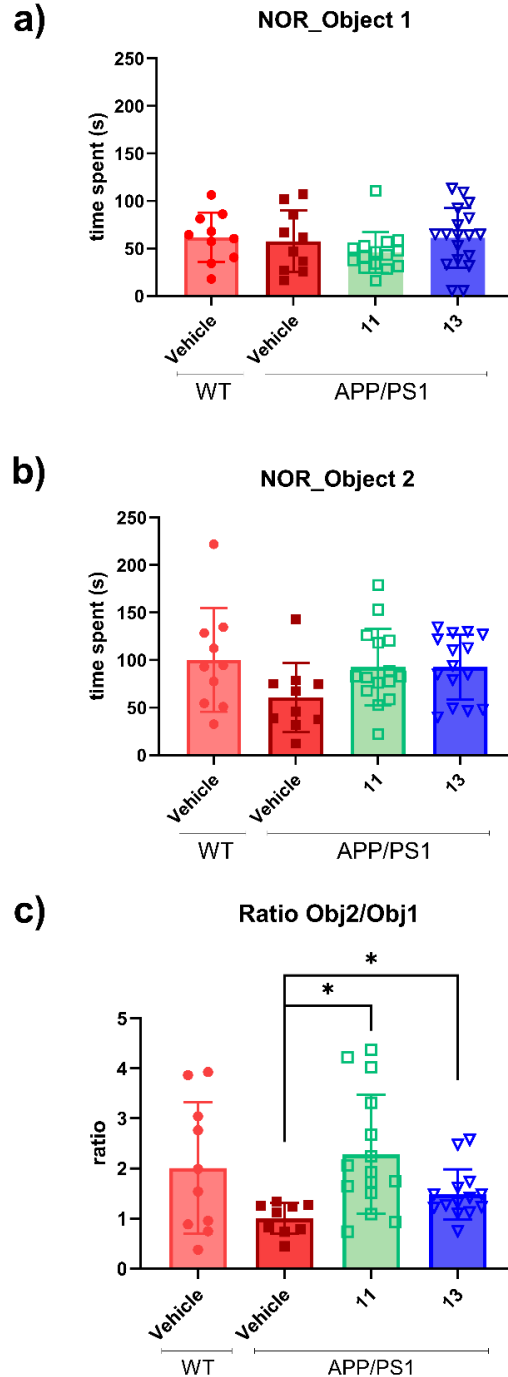 a)
NOR_Object 1
time spent (s)
250
200
150
100
50
0
Vehicle
Vehicle
11
13
WT
APP/PS1
b)
NOR_Object 2
time spent (s)
250
200
150
100
50
0
Vehicle
Vehicle
11
13
WT
APP/PS1
c)
Ratio Obj2/Obj1
*
*
ratio
5
4
3
2
1
0
Vehicle
Vehicle
11
13
WT
APP/PS1